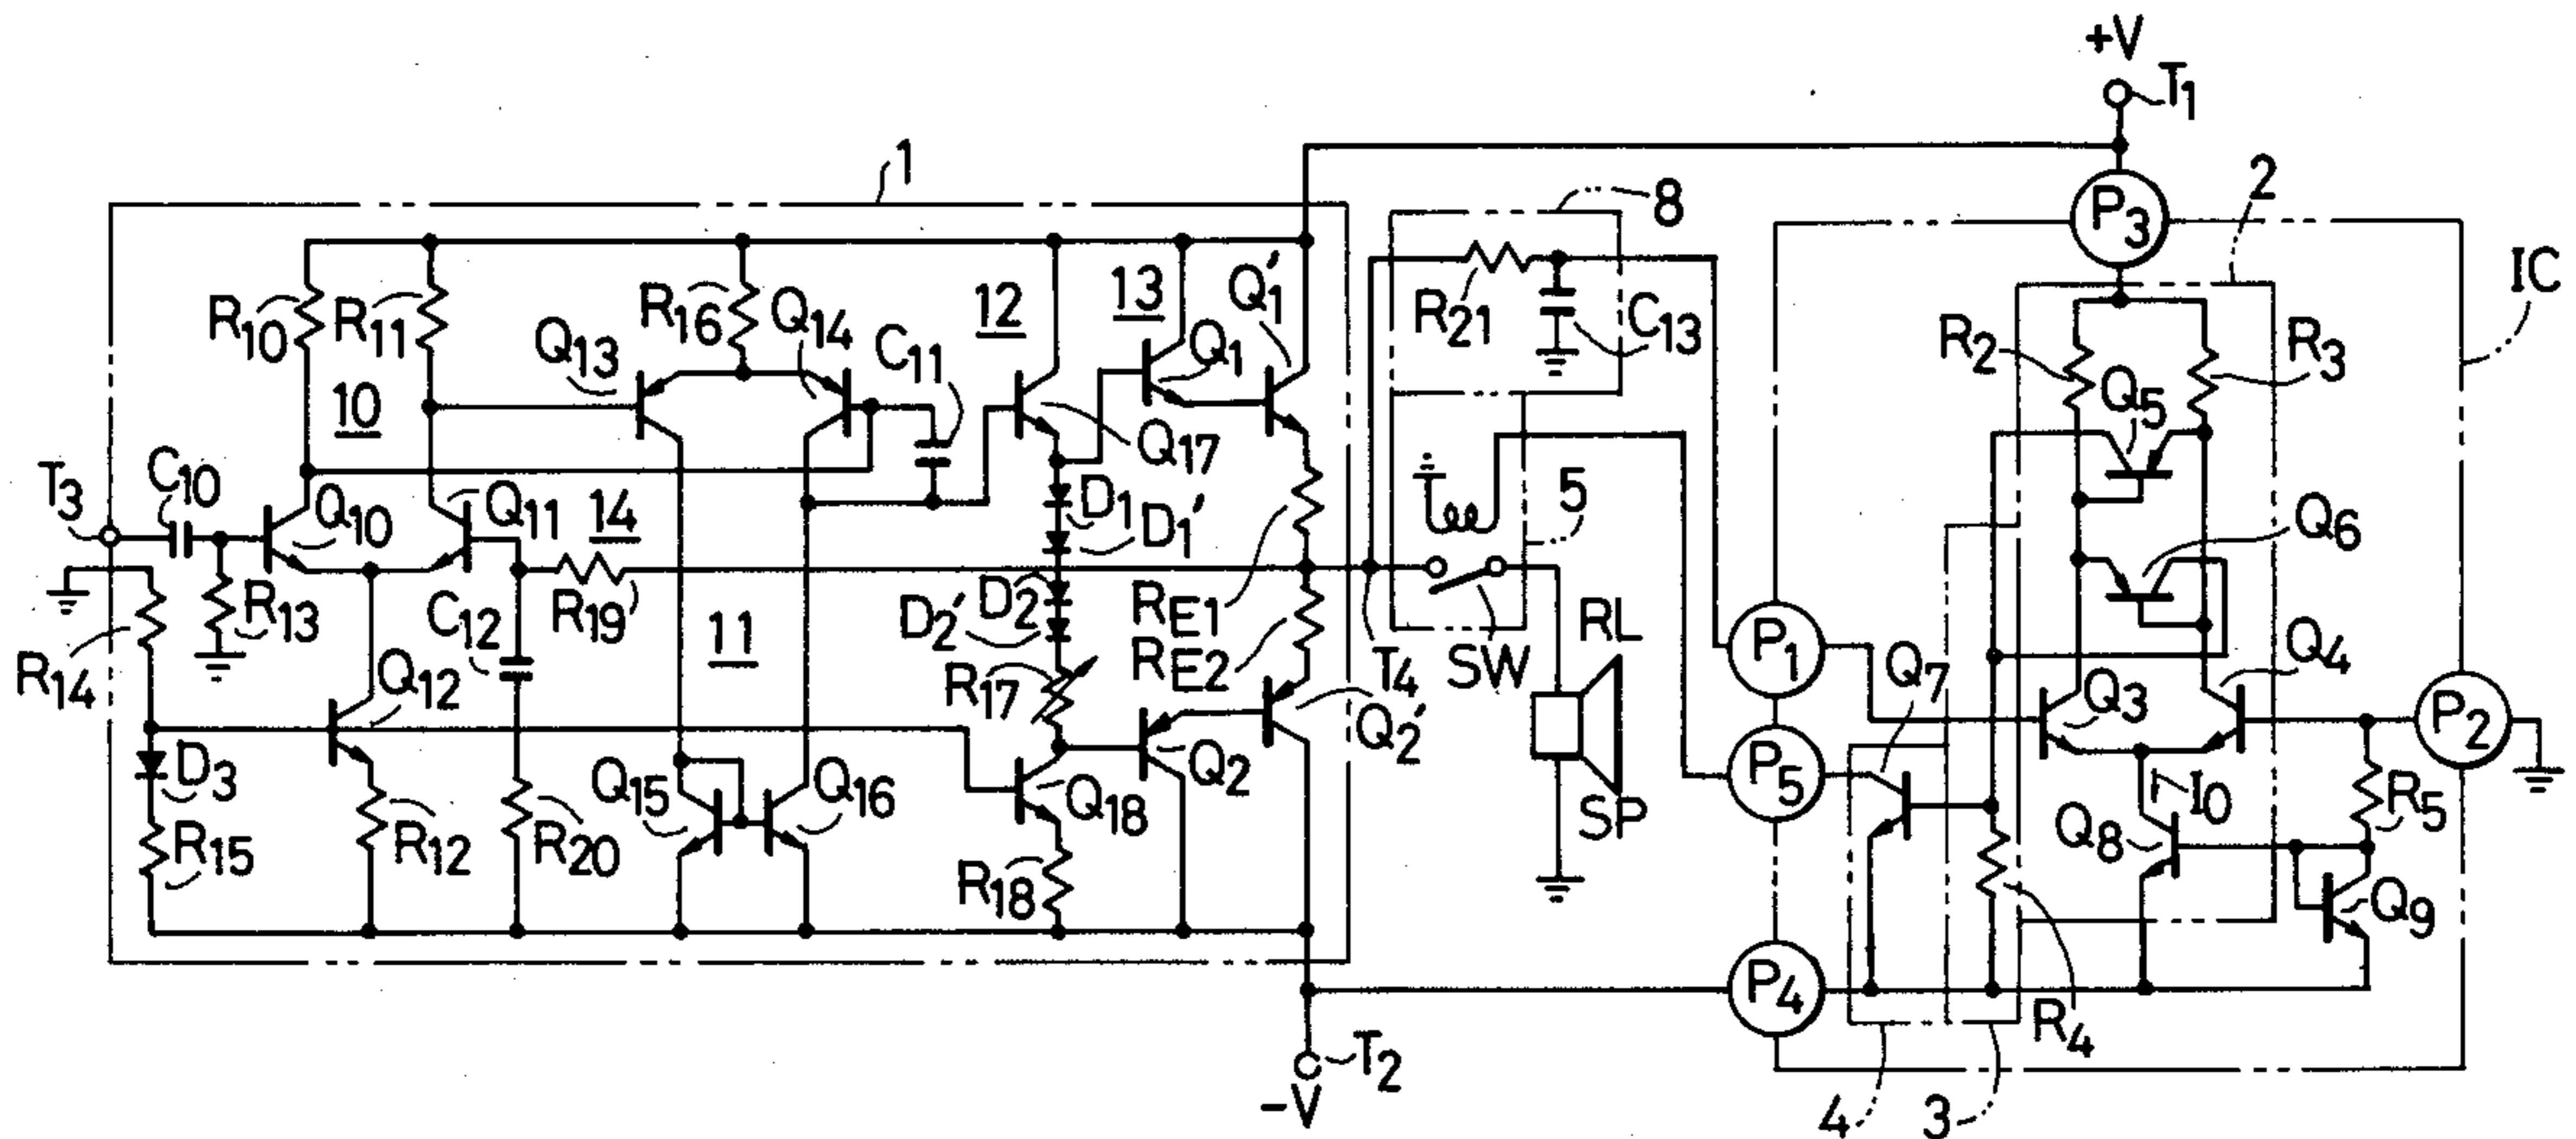 +V
T1
1
8
P3
2
IC
R10
R11
R16
Q14
Q13
C11
12
13
Q1
Q1'
R21
C13
R2
R3
Q5
10
Q17
T3
C10
Q10
Q11
14
D1
D1'
5
Q6
R13
C12
R19
11
D2
D2'
RE1
RE2
SW
RL
P1
Q7
Q4
R14
Q12
R17
T4
Q2'
Q3
P2
D3
R15
R12
R20
Q15
Q16
Q18
Q2
SP
P5
I0
Q8
R5
R18
Q9
P4
R4
T2
-V
4
3